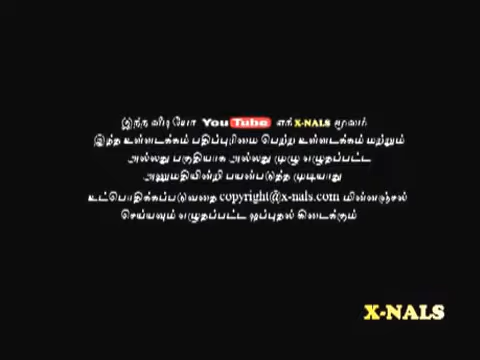 இந்த வீடியோ YouTube என் X-NALS மூலம்
இந்த உள்ளடக்கம் பதிப்புரிமை பெற்ற உள்ளடக்கம் மற்றும்
அல்லது பகுதியாக அல்லது முழு எழுதப்பட்ட
அனுமதியின்றி பயன்படுத்த முடியாது
உட்பொதிக்கப்படுவதை copyright@x-nals.com மின்னஞ்சல்
செய்யவும் எழுதப்பட்ட ஒப்புதல் கிடைக்கும்
X-NALS